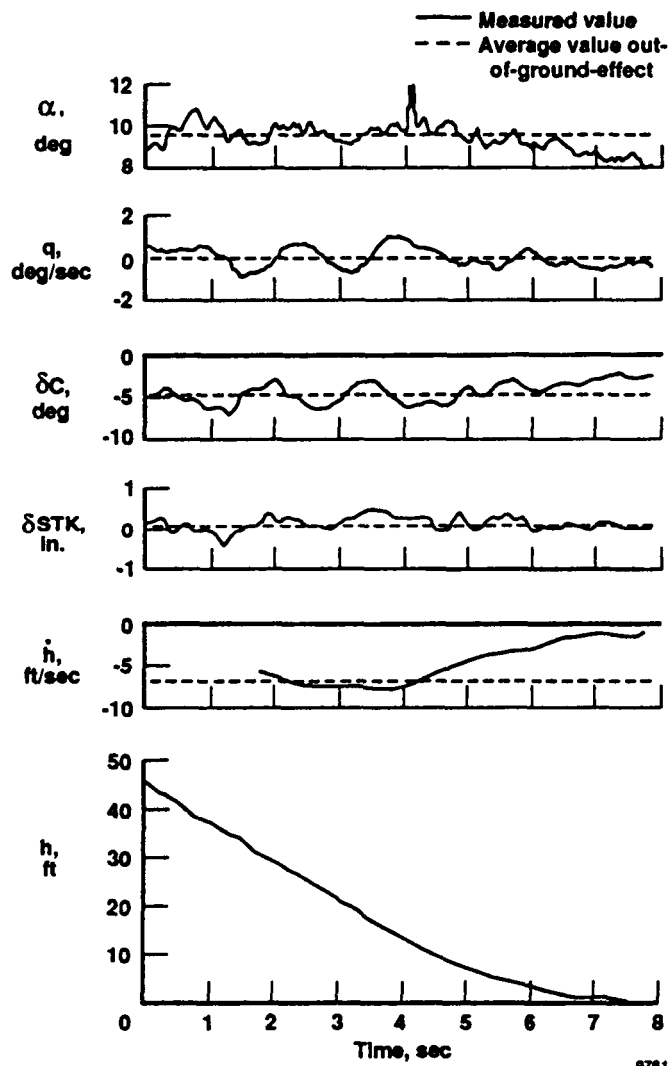 Measured value
Average value out-
of-ground-effect
α,
deg
12
10
8
q,
deg/sec
2
0
-2
δC,
deg
0
-5
-10
δSTK,
in.
1
0
-1
ḣ,
ft/sec
0
-5
-10
h,
ft
50
40
30
20
10
0 1 2 3 4 5 6 7 8
Time, sec
9761